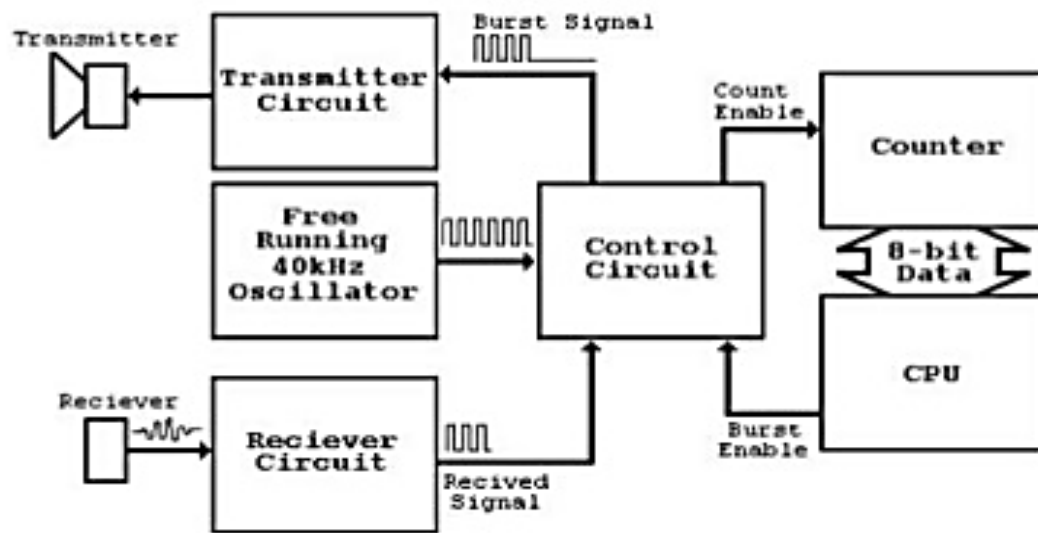 Burst Signal
Transmitter
Transmitter
Circuit
Count
Enable
Counter
Free
Running
40kHz
Oscillator
Control
Circuit
8-bit
Data
CPU
Reciever
Reciever
Circuit
Recived
Signal
Burst
Enable